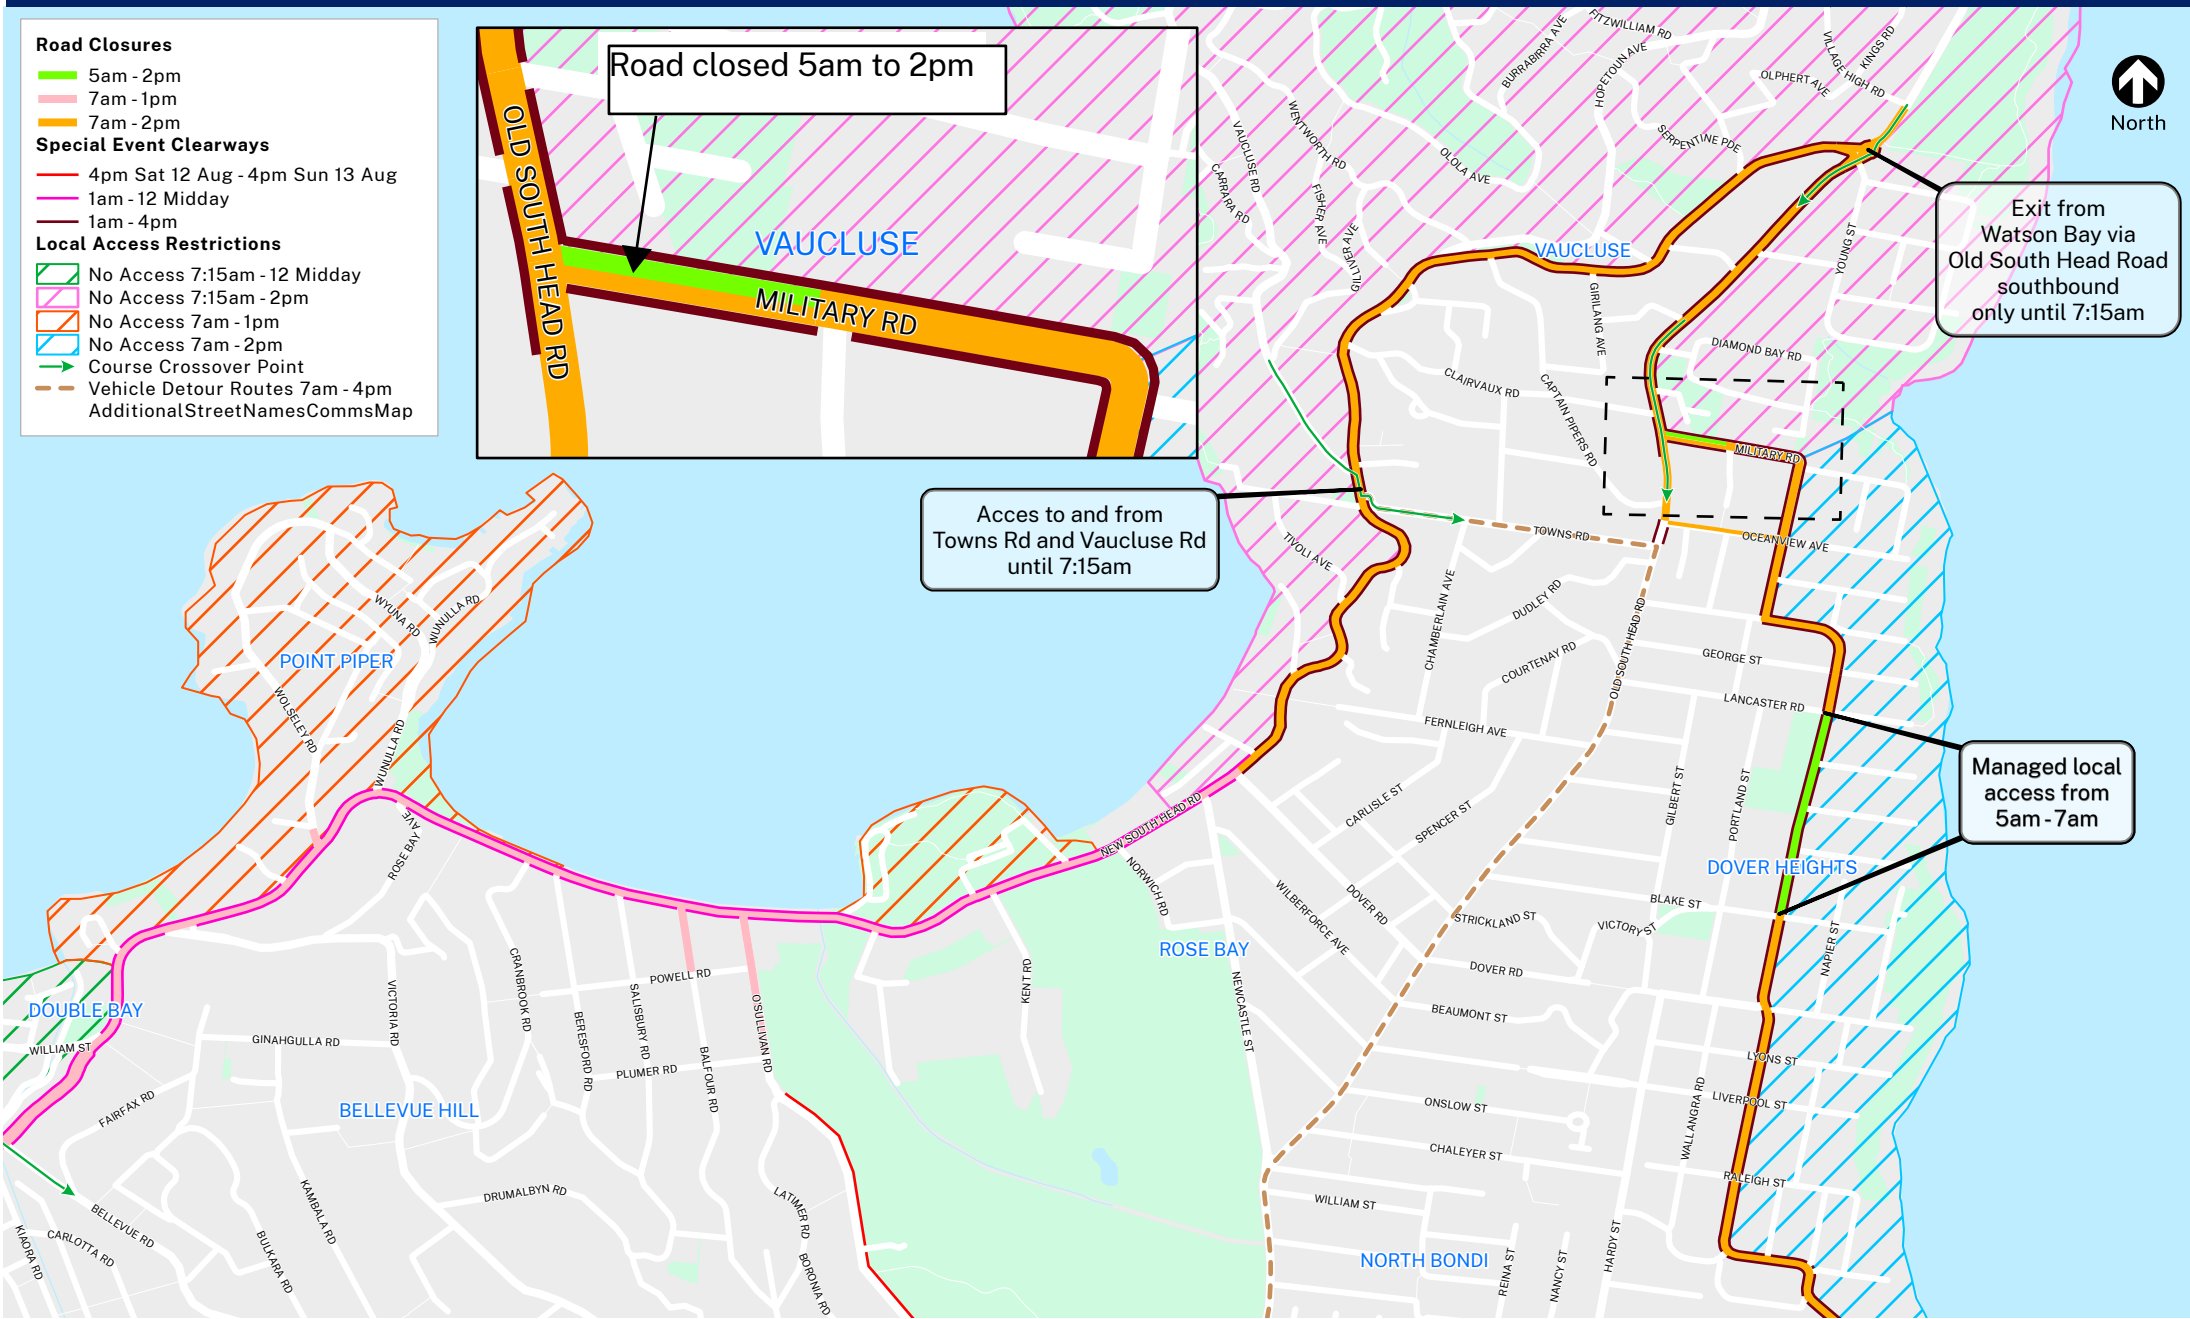 Road Closures
5am - 2pm
7am - 1pm
7am - 2pm
Special Event Clearways
4pm Sat 12 Aug - 4pm Sun 13 Aug
1am - 12 Midday
1am - 4pm
Local Access Restrictions
No Access 7:15am - 12 Midday
No Access 7:15am - 2pm
No Access 7am - 1pm
No Access 7am - 2pm
Course Crossover Point
Vehicle Detour Routes 7am - 4pm
AdditionalStreetNamesCommsMap
Road closed 5am to 2pm
OLD SOUTH HEAD RD
VAUCLUSE
MILITARY RD
North
FITZWILLIAM RD
BURRABIRRA AVE
HOPETOUN AVE
VILLAGE HIGH RD
KINGS RD
OLPHERT AVE
SERPENTINE PDE
WENTWORTH RD
VAUCLUSE RD
CARRARA RD
FISHER AVE
GILLIVER AVE
OLOLA AVE
VAUCLUSE
YOUNG ST
Exit from
Watson Bay via
Old South Head Road
southbound
only until 7:15am
GIRILANG AVE
DIAMOND BAY RD
CLAIRVAUX RD
CAPTAIN PIPERS RD
MILITARY RD
Acces to and from
Towns Rd and Vaucluse Rd
until 7:15am
TOWNS RD
OCEANVIEW AVE
TIVOLI AVE
CHAMBERLAIN AVE
DUDLEY RD
COURTENAY RD
OLD SOUTH HEAD RD
GEORGE ST
LANCASTER RD
FERNLEIGH AVE
WYUNA RD
WUNULLA RD
POINT PIPER
WOLSELEY RD
WUNULLA RD
ROSE BAY AVE
NEW SOUTH HEAD RD
NORWICH RD
CARLISLE ST
SPENCER ST
GILBERT ST
PORTLAND ST
Managed local
access from
5am - 7am
DOVER HEIGHTS
WILBERFORCE AVE
DOVER RD
STRICKLAND ST
BLAKE ST
VICTORY ST
NAPIER ST
ROSE BAY
DOVER RD
BEAUMONT ST
NEWCASTLE ST
KENT RD
DOUBLE BAY
WILLIAM ST
GINAHGULLA RD
VICTORIA RD
CRANBROOK RD
BERESFORD RD
SALISBURY RD
POWELL RD
PLUMER RD
BALFOUR RD
O'SULLIVAN RD
FAIRFAX RD
BELLEVUE HILL
LYONS ST
LIVERPOOL ST
WALLANGRA RD
ONSLOW ST
CHALEYER ST
RALEIGH ST
WILLIAM ST
DRUMALBYN RD
LATIMER RD
BORONIA RD
KAMBALA RD
BULKARA RD
BELLEVUE RD
CARLOTTA RD
KIAORA RD
NORTH BONDI
REINA ST
NANCY ST
HARDY ST